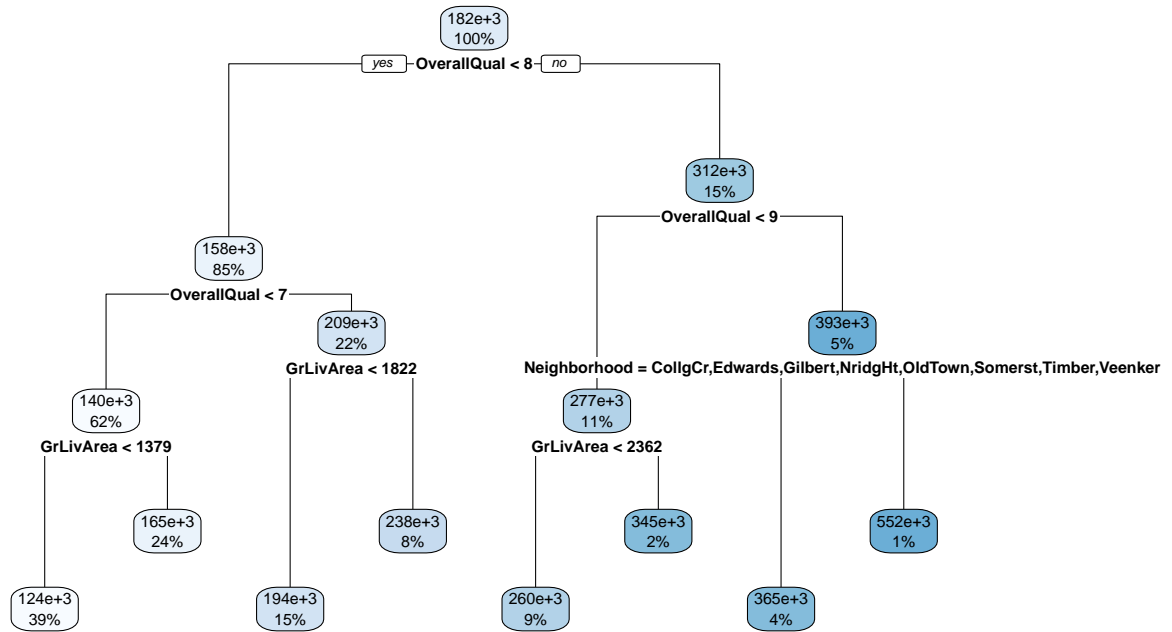 182e+3
100%
yes
OverallQual < 8
no
312e+3
15%
OverallQual < 9
158e+3
85%
OverallQual < 7
209e+3
22%
GrLivArea < 1822
393e+3
5%
Neighborhood = CollgCr,Edwards,Gilbert,NridgHt,OldTown,Somerst,Timber,Veenker
140e+3
62%
GrLivArea < 1379
277e+3
11%
GrLivArea < 2362
165e+3
24%
238e+3
8%
345e+3
2%
552e+3
1%
124e+3
39%
194e+3
15%
260e+3
9%
365e+3
4%